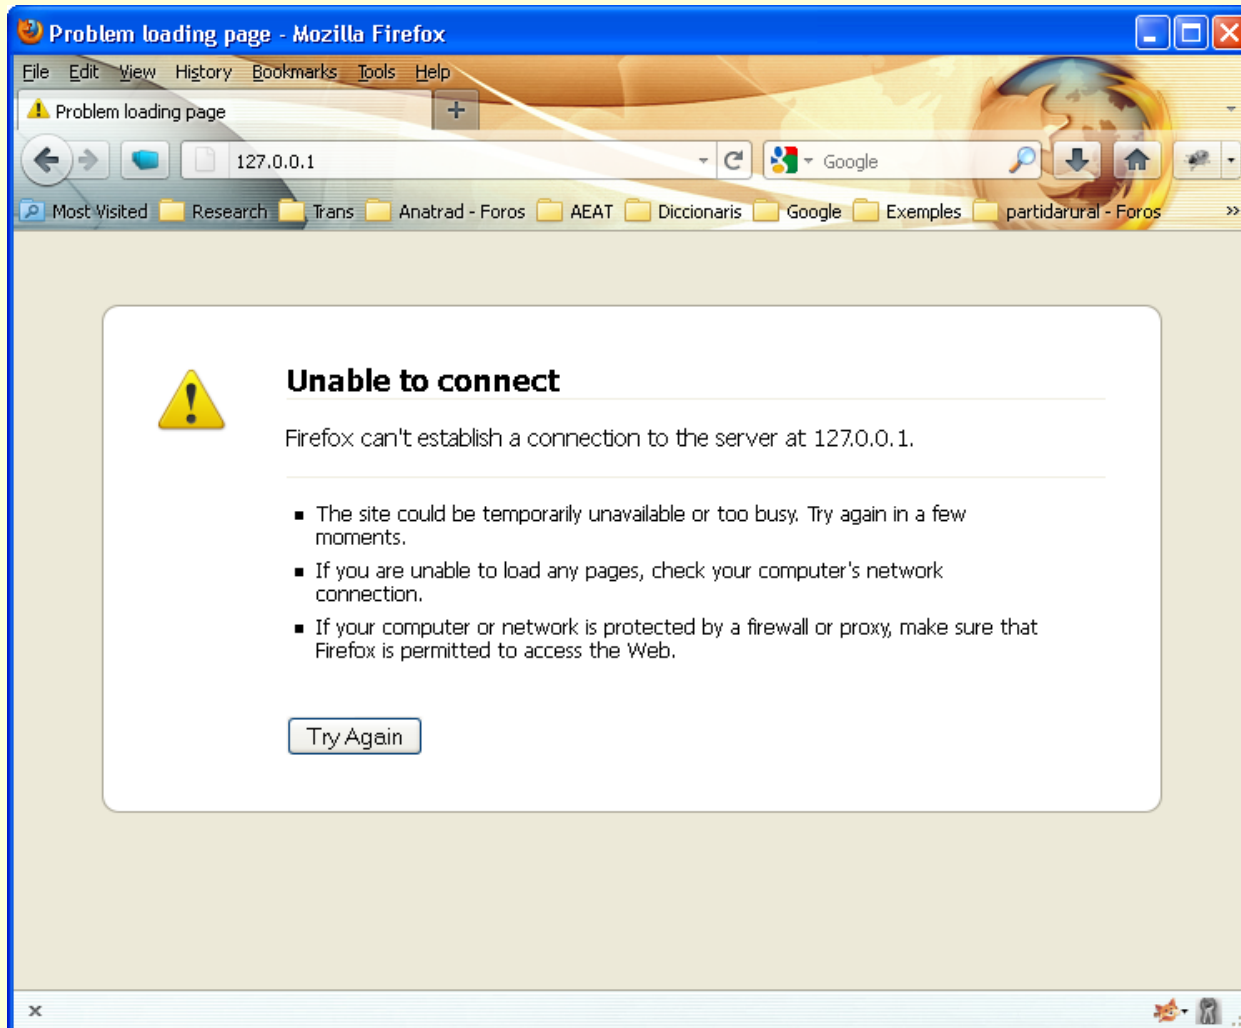 Problem loading page - Mozilla Firefox
File Edit View History Bookmarks Tools Help
Problem loading page
127.0.0.1 Google
Most Visited Research Trans Anatrad - Foros AEAT Diccionaris Google Exemples partidarural - Foros »
Unable to connect
Firefox can't establish a connection to the server at 127.0.0.1.
The site could be temporarily unavailable or too busy. Try again in a few
moments.
If you are unable to load any pages, check your computer's network
connection.
If your computer or network is protected by a firewall or proxy, make sure that
Firefox is permitted to access the Web.
Try Again